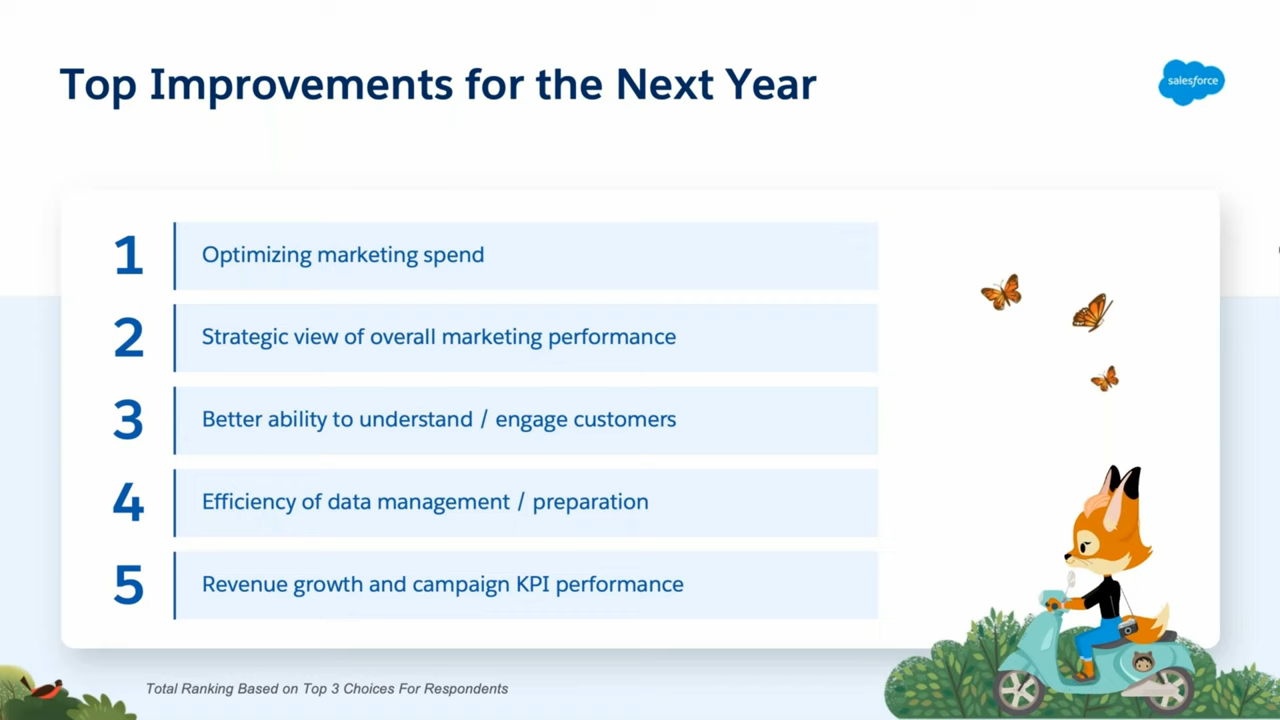 Top Improvements for the Next Year
salesforce
1
Optimizing marketing spend
2
Strategic view of overall marketing performance
3
Better ability to understand / engage customers
4
Efficiency of data management / preparation
5
Revenue growth and campaign KPI performance
Total Ranking Based on Top 3 Choices For Respondents